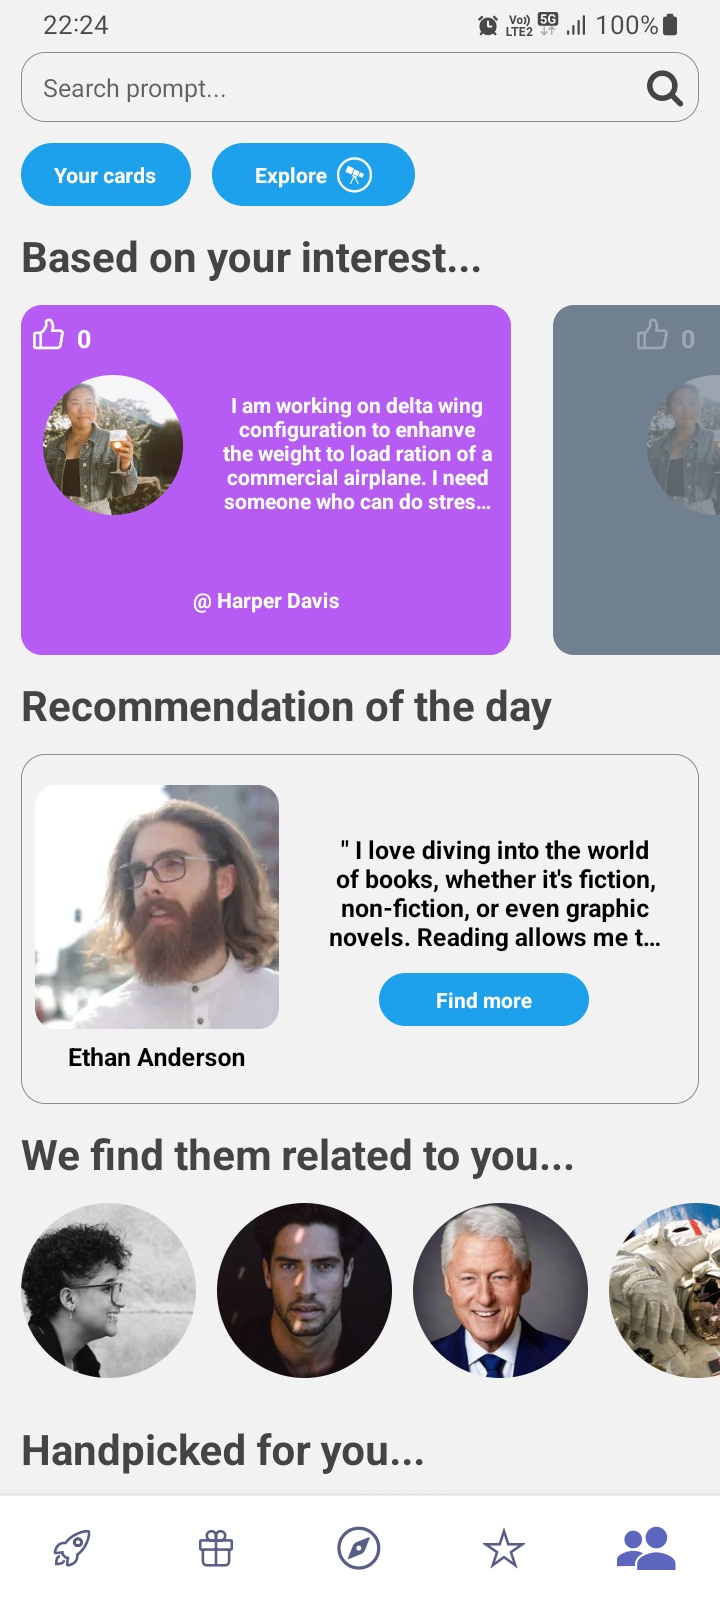 22:24
Vo))
LTE2
5G
100%
Search prompt...
Your cards
Explore
Based on your interest...
0
0
I am working on delta wing
configuration to enhanve
the weight to load ration of a
commercial airplane. I need
someone who can do stres...
@ Harper Davis
Recommendation of the day
" I love diving into the world
of books, whether it's fiction,
non-fiction, or even graphic
novels. Reading allows me t...
Find more
Ethan Anderson
We find them related to you...
Handpicked for you...